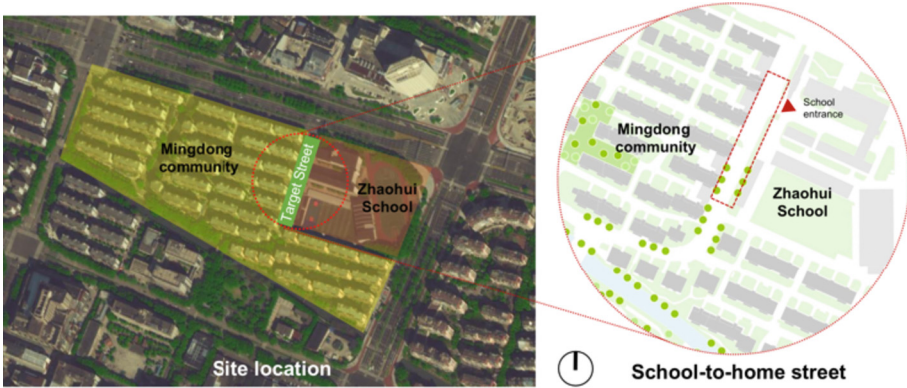 Mingdong
community
Target Street
Zhaohui
School
Site location
School
entrance
Mingdong
community
Zhaohui
School
School-to-home street